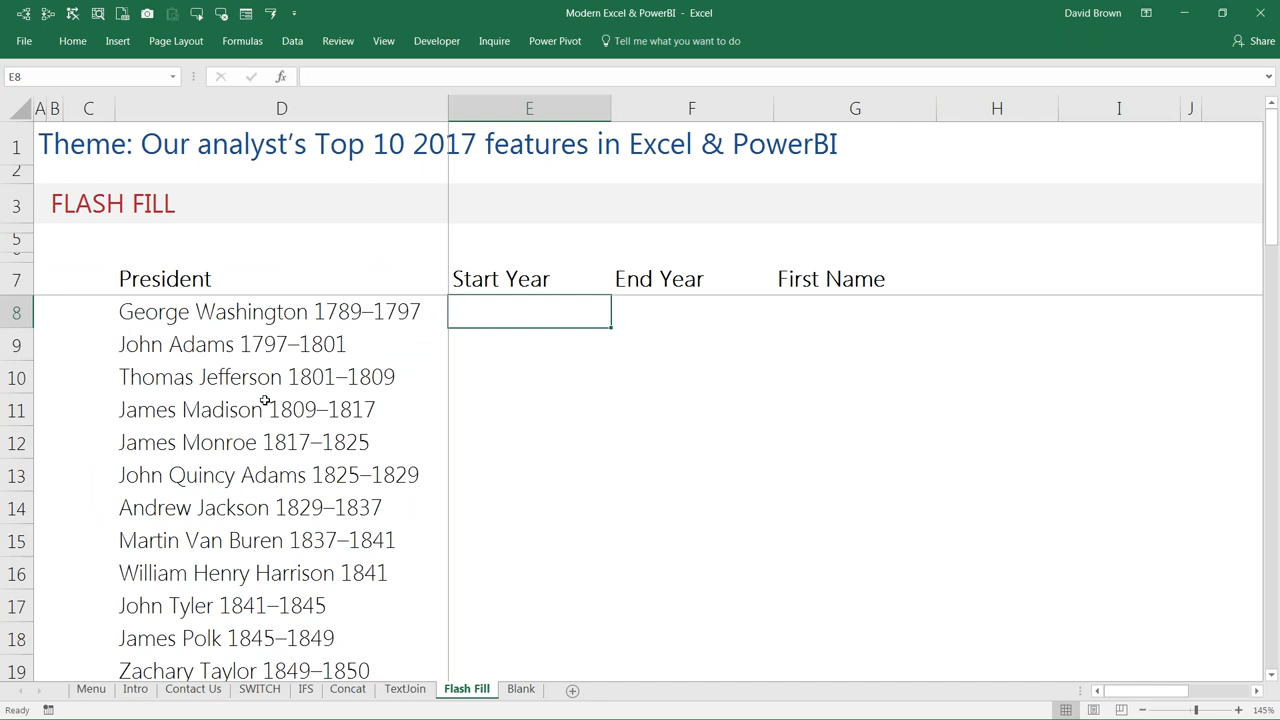 Modern Excel & PowerBI - Excel
David Brown
File Home Insert Page Layout Formulas Data Review View Developer Inquire Power Pivot Tell me what you want to do Share
E8 fx
A B C D E F G H I J
1 Theme: Our analyst’s Top 10 2017 features in Excel & PowerBI
2
3 FLASH FILL
5
7 President Start Year End Year First Name
8 George Washington 1789–1797
9 John Adams 1797–1801
10 Thomas Jefferson 1801–1809
11 James Madison 1809–1817
12 James Monroe 1817–1825
13 John Quincy Adams 1825–1829
14 Andrew Jackson 1829–1837
15 Martin Van Buren 1837–1841
16 William Henry Harrison 1841
17 John Tyler 1841–1845
18 James Polk 1845–1849
19 Zachary Taylor 1849–1850
Menu Intro Contact Us SWITCH IFS Concat TextJoin Flash Fill Blank
Ready 145%